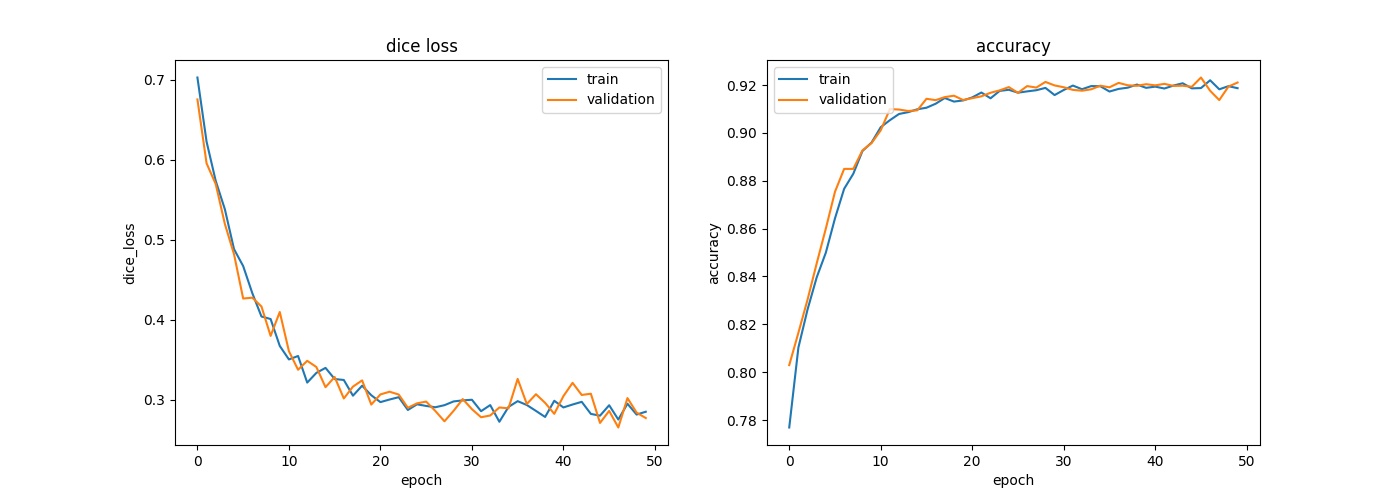 dice loss
0.7
0.6
0.5
0.4
0.3
dice_loss
train
validation
0 10 20 30 40 50
epoch
accuracy
0.92
0.90
0.88
0.86
0.84
0.82
0.80
0.78
accuracy
train
validation
0 10 20 30 40 50
epoch